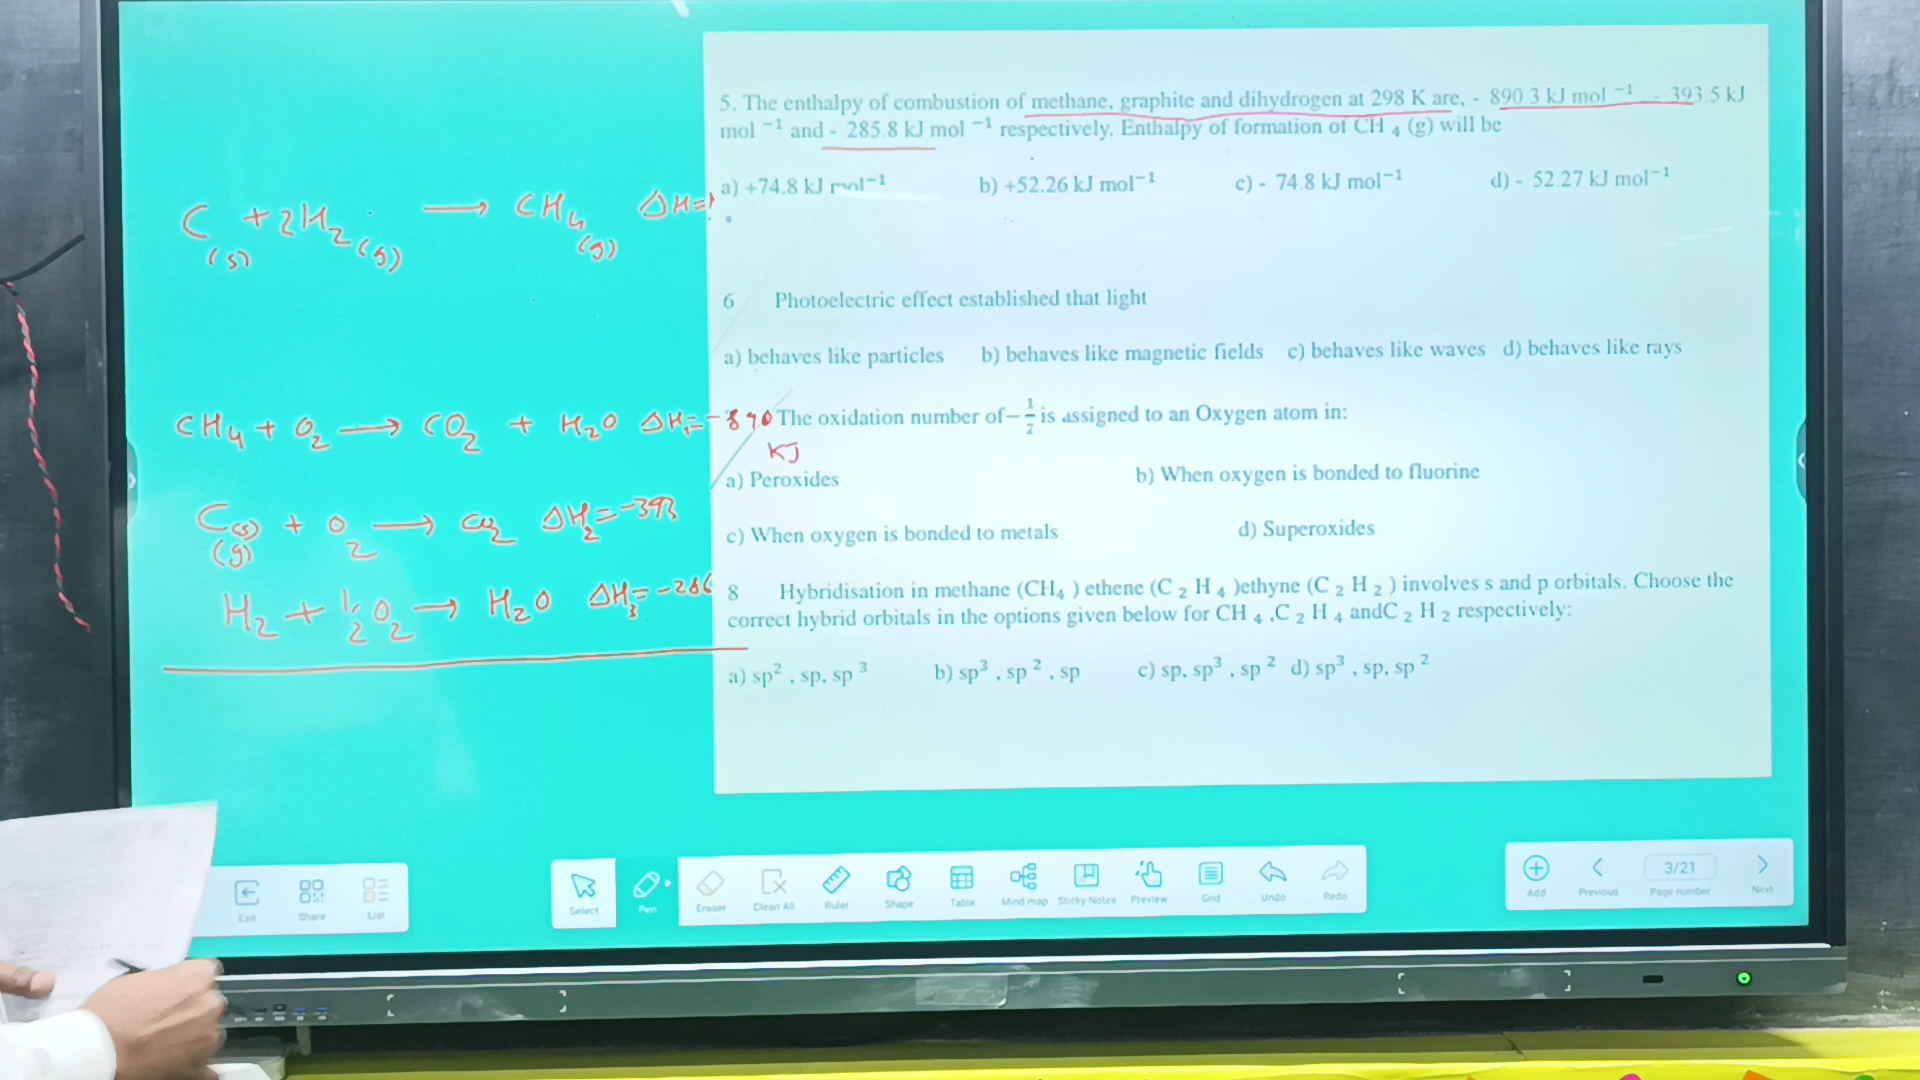 5. The enthalpy of combustion of methane, graphite and dihydrogen at 298 K are, - 890.3 kJ mol ⁻¹ - 393.5 kJ
mol ⁻¹ and - 285.8 kJ mol ⁻¹ respectively. Enthalpy of formation of CH ₄ (g) will be
a) +74.8 kJ mol⁻¹ b) +52.26 kJ mol⁻¹ c) - 74.8 kJ mol⁻¹ d) - 52.27 kJ mol⁻¹
C(s) + 2H₂(g) ⟶ CH₄(g) ΔH=
6 Photoelectric effect established that light
a) behaves like particles b) behaves like magnetic fields c) behaves like waves d) behaves like rays
CH₄ + O₂ ⟶ CO₂ + H₂O ΔH₁=-890
KJ
The oxidation number of -1/2 is assigned to an Oxygen atom in:
a) Peroxides b) When oxygen is bonded to fluorine
C(s) + O₂ ⟶ CO₂ ΔH₂=-393
(g)
c) When oxygen is bonded to metals d) Superoxides
H₂ + 1/2 O₂ ⟶ H₂O ΔH₃=-286
8 Hybridisation in methane (CH₄ ) ethene (C ₂ H ₄ )ethyne (C ₂ H ₂ ) involves s and p orbitals. Choose the
correct hybrid orbitals in the options given below for CH ₄ ,C ₂ H ₄ andC ₂ H ₂ respectively:
a) sp² , sp, sp ³ b) sp³ , sp ² , sp c) sp, sp³ , sp ² d) sp³ , sp, sp ²
Exit Share List Select Pen Eraser Clean All Ruler Shape Table Mind map Sticky Notes Preview Grid Undo Redo Add Previous 3/21 Page number Next